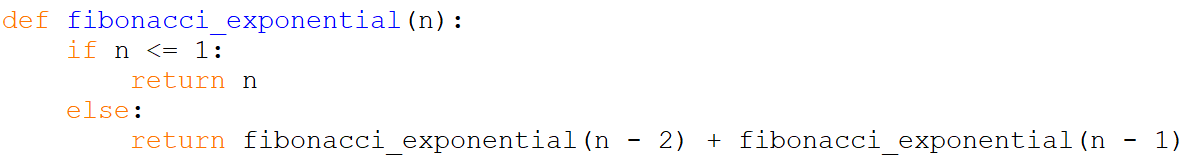 def fibonacci_exponential(n):
    if n <= 1:
        return n
    else:
        return fibonacci_exponential(n - 2) + fibonacci_exponential(n - 1)